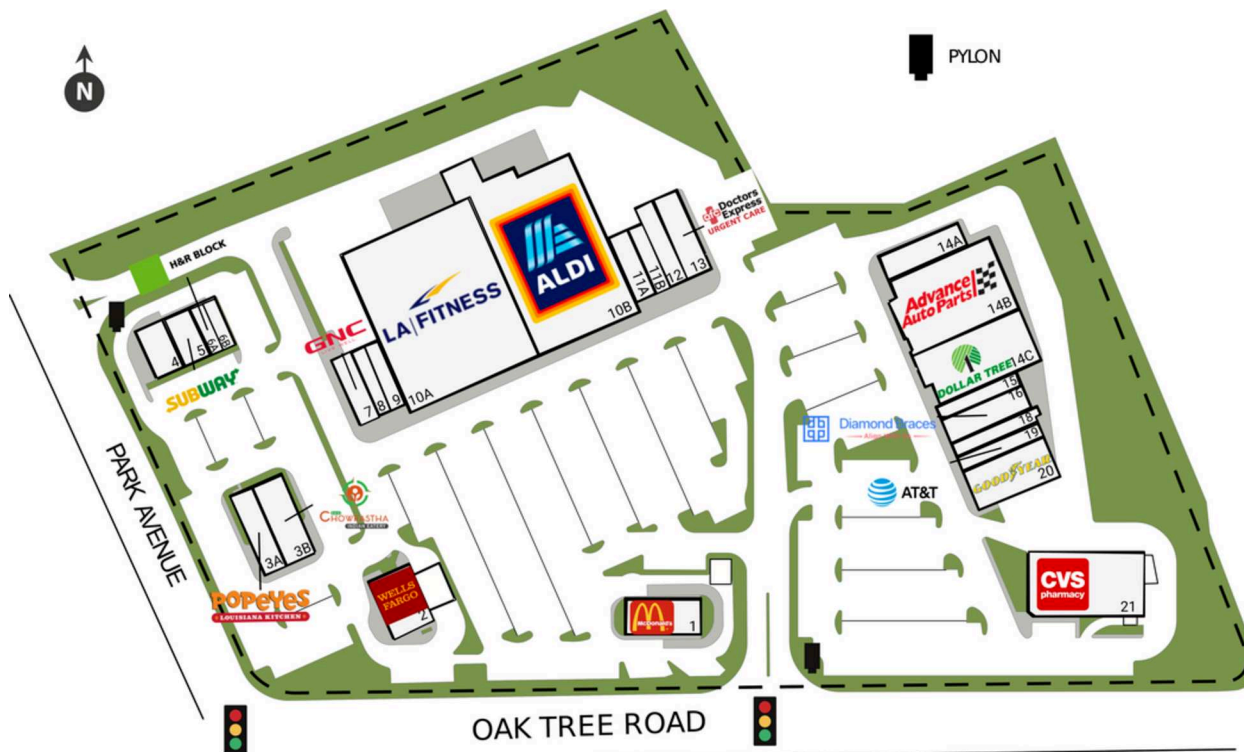 N
PYLON
Doctors
Express
URGENT CARE
H&R BLOCK
14A
Advance
Auto Parts
14B
ALDI
11A
11B
12
13
10B
LA FITNESS
GNC
4
5
6A
6B
SUBWAY
7
8
9
10A
14C
DOLLAR TREE
15
16
18
19
GOODYEAR
20
Diamond Braces
AT&T
PARK AVENUE
CHOWRASTHA
INDIAN EATERY
3A
3B
POPEYES
LOUISIANA KITCHEN
WELLS
FARGO
2
McDonald's
1
CVS
pharmacy
21
OAK TREE ROAD